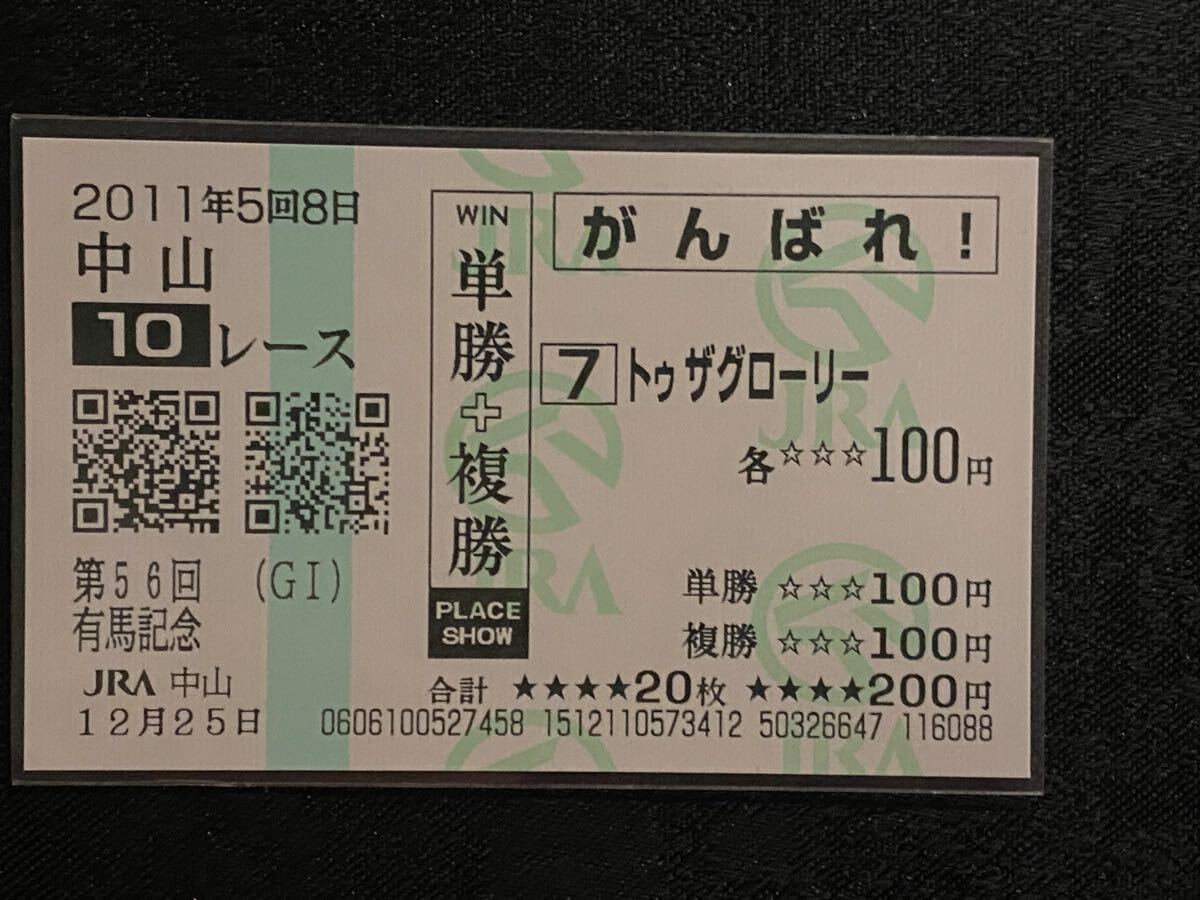 2011年5回8日
中山
10レース
第56回 (GI)
有馬記念
JRA 中山
12月25日
WIN
単勝+複勝
PLACE
SHOW
がんばれ!
7 トゥザグローリー
各☆☆☆100円
単勝 ☆☆☆100円
複勝 ☆☆☆100円
合計 ★★★★20枚 ★★★★200円
0606100527458 1512110573412 50326647 116088
JRA
JRA
JRA
JRA